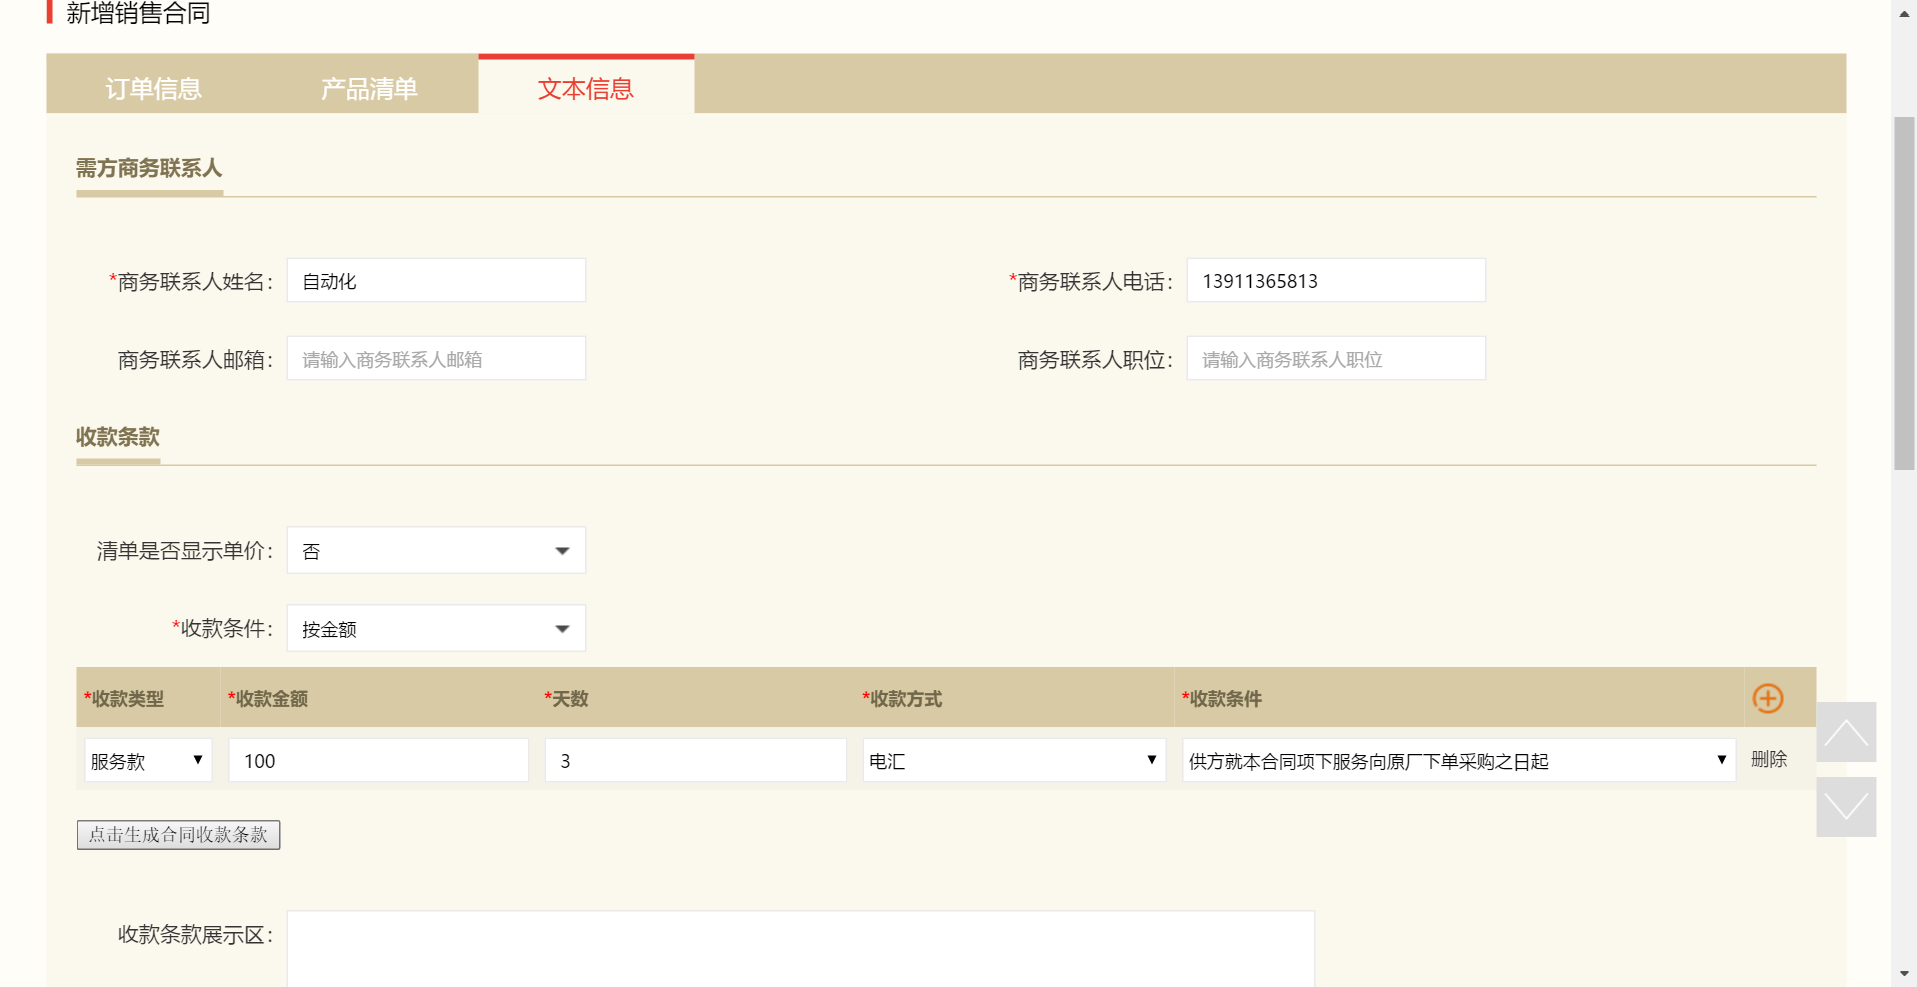 新增销售合同
订单信息 产品清单 文本信息
需方商务联系人
*商务联系人姓名： 自动化 *商务联系人电话： 13911365813
商务联系人邮箱： 请输入商务联系人邮箱 商务联系人职位： 请输入商务联系人职位
收款条款
清单是否显示单价： 否
*收款条件： 按金额
*收款类型 *收款金额 *天数 *收款方式 *收款条件
服务款 100 3 电汇 供方就本合同项下服务向原厂下单采购之日起 删除
点击生成合同收款条款
收款条款展示区：